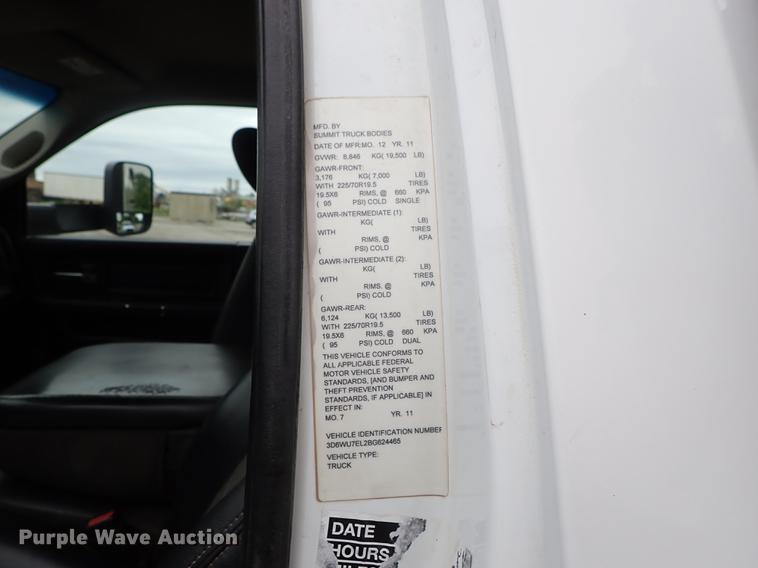 MFD. BY
SUMMIT TRUCK BODIES
DATE OF MFR:MO. 12 YR. 11
GVWR: 8,846 KG( 19,500 LB)
GAWR-FRONT:
3,176 KG( 7,000 LB)
WITH 225/70R19.5 TIRES
19.5X6 RIMS, @ 660 KPA
( 95 PSI) COLD SINGLE
GAWR-INTERMEDIATE (1):
KG( LB)
WITH TIRES
RIMS, @ KPA
( PSI) COLD
GAWR-INTERMEDIATE (2):
KG( LB)
WITH TIRES
RIMS. @ KPA
( PSI) COLD
GAWR-REAR:
6,124 KG( 13,500 LB)
WITH 225/70R19.5 TIRES
19.5X6 RIMS, @ 660 KPA
( 95 PSI) COLD DUAL
THIS VEHICLE CONFORMS TO
ALL APPLICABLE FEDERAL
MOTOR VEHICLE SAFETY
STANDARDS, [AND BUMPER AND
THEFT PREVENTION
STANDARDS, IF APPLICABLE] IN
EFFECT IN:
MO. 7 YR. 11
VEHICLE IDENTIFICATION NUMBER
3D6WU7EL2BG624465
VEHICLE TYPE:
TRUCK
DATE
HOURS
MILES
Purple Wave Auction